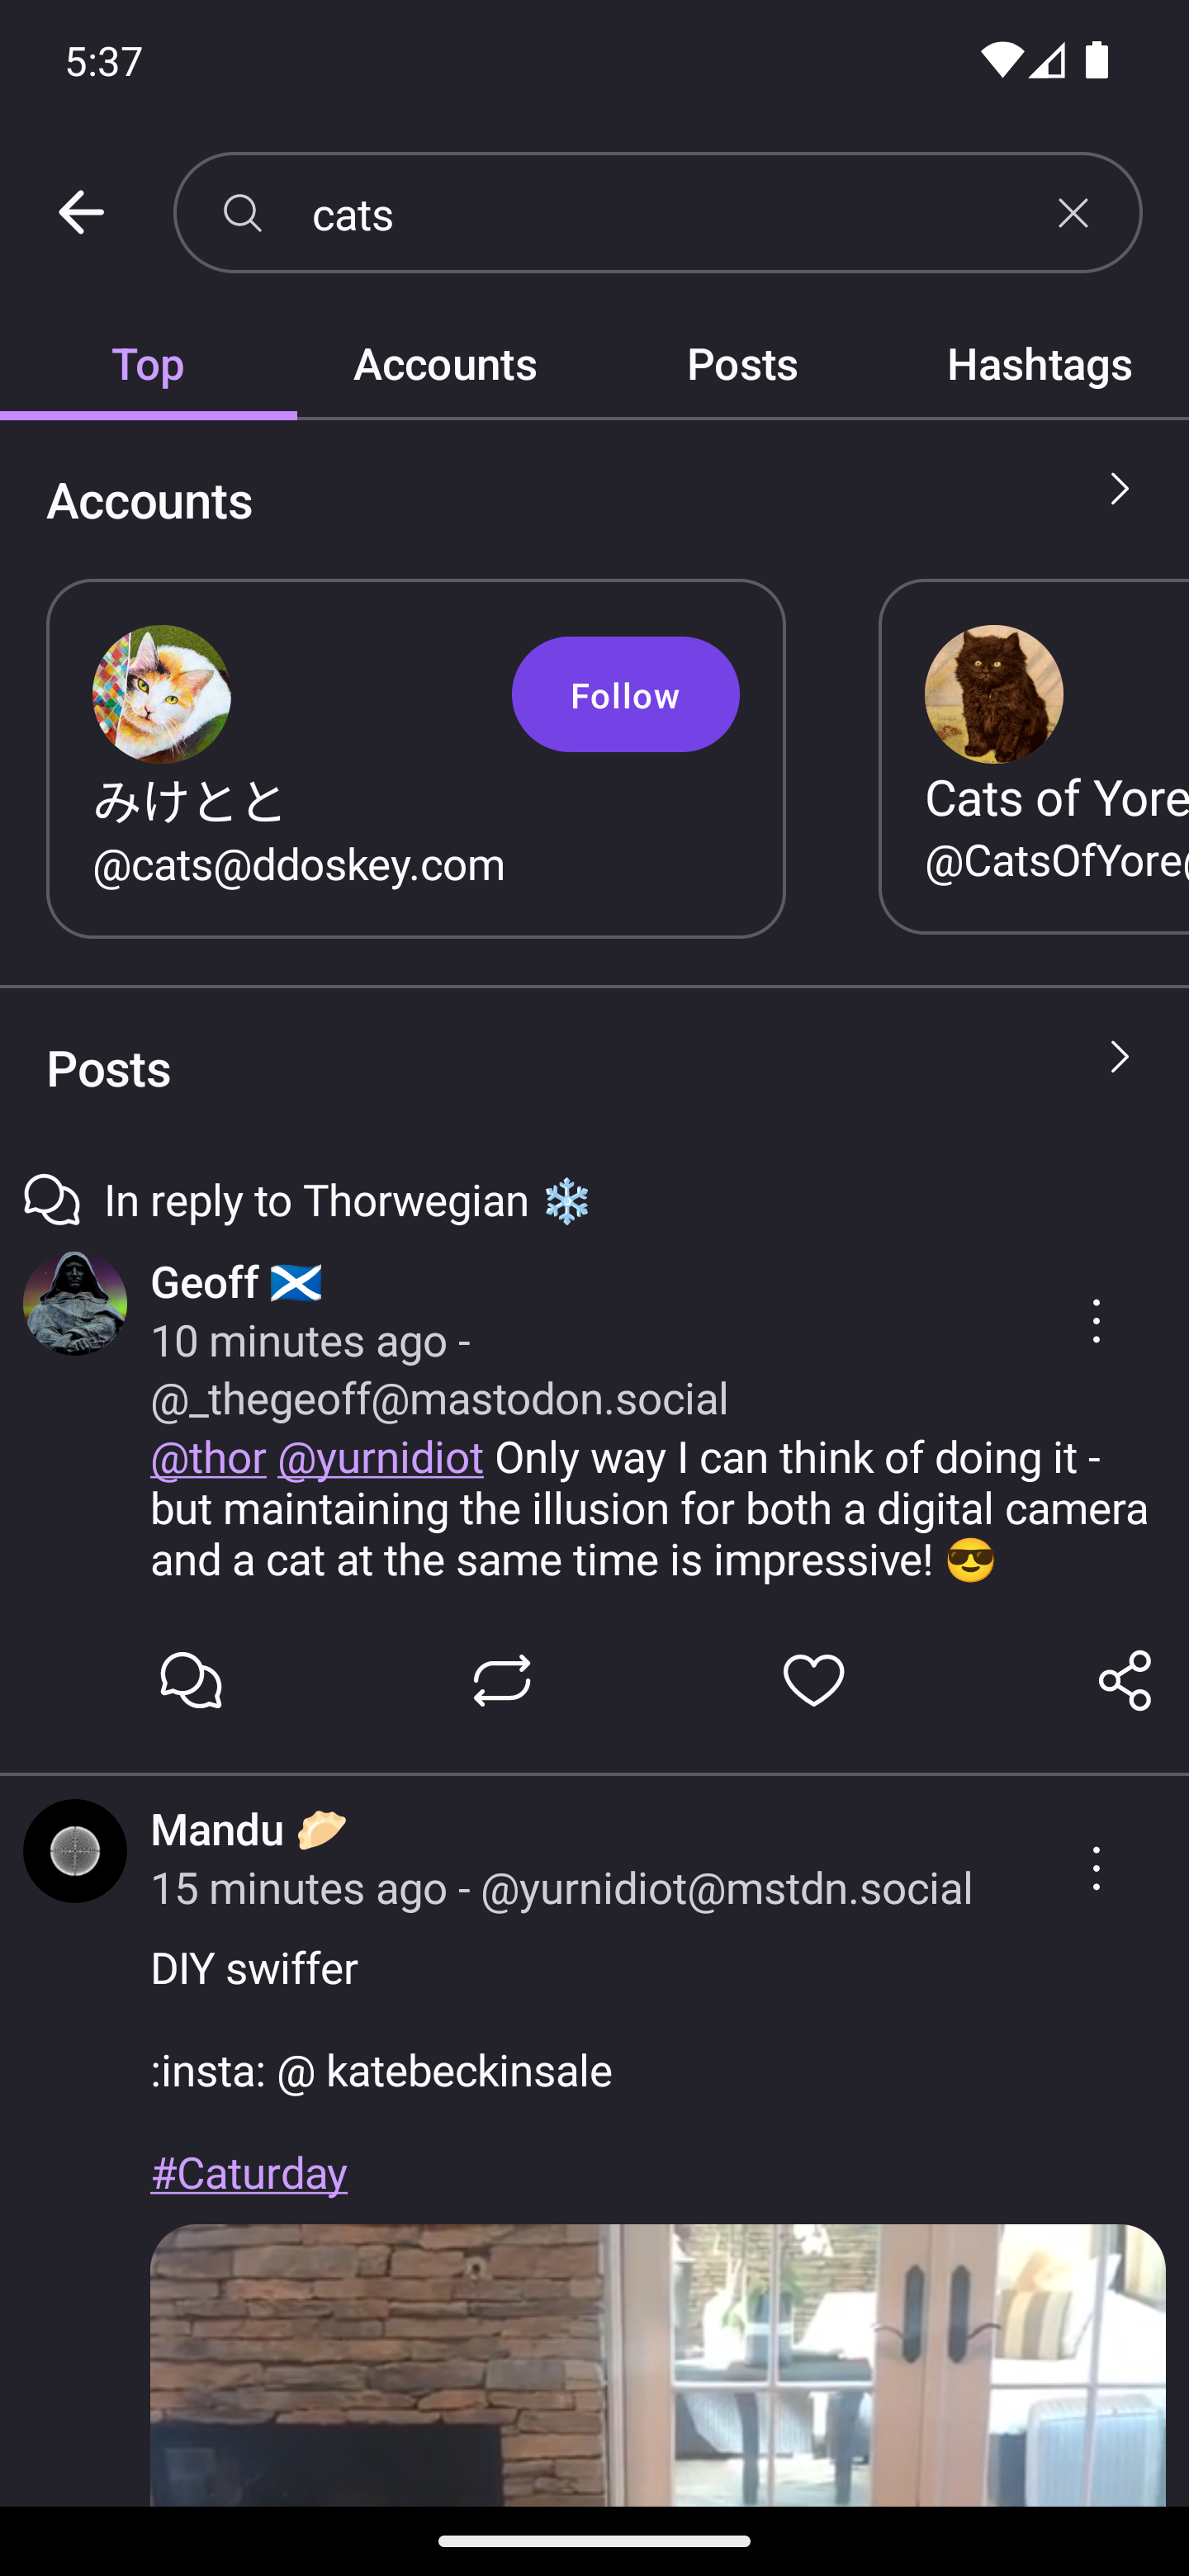 5:37
cats
Top Accounts Posts Hashtags
Accounts
Follow
みけとと
@cats@ddoskey.com
Cats of Yore
@CatsOfYore
Posts
In reply to Thorwegian ❄️
Geoff 🏴󠁧󠁢󠁳󠁣󠁴󠁿
10 minutes ago -
@_thegeoff@mastodon.social
@thor @yurnidiot Only way I can think of doing it -
but maintaining the illusion for both a digital camera
and a cat at the same time is impressive! 😎
Mandu 🥟
15 minutes ago - @yurnidiot@mstdn.social
DIY swiffer
:insta: @ katebeckinsale
#Caturday